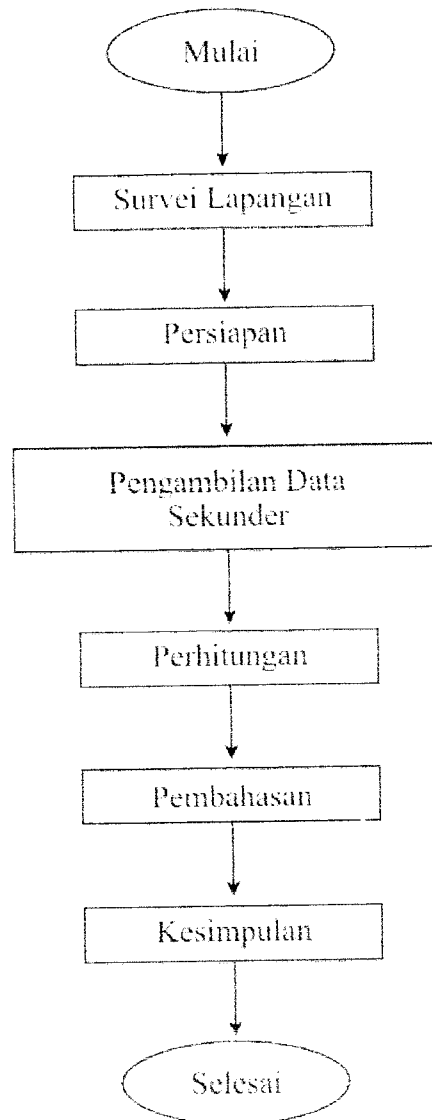 Mulai
Survei Lapangan
Persiapan
Pengambilan Data
Sekunder
Perhitungan
Pembahasan
Kesimpulan
Selesai